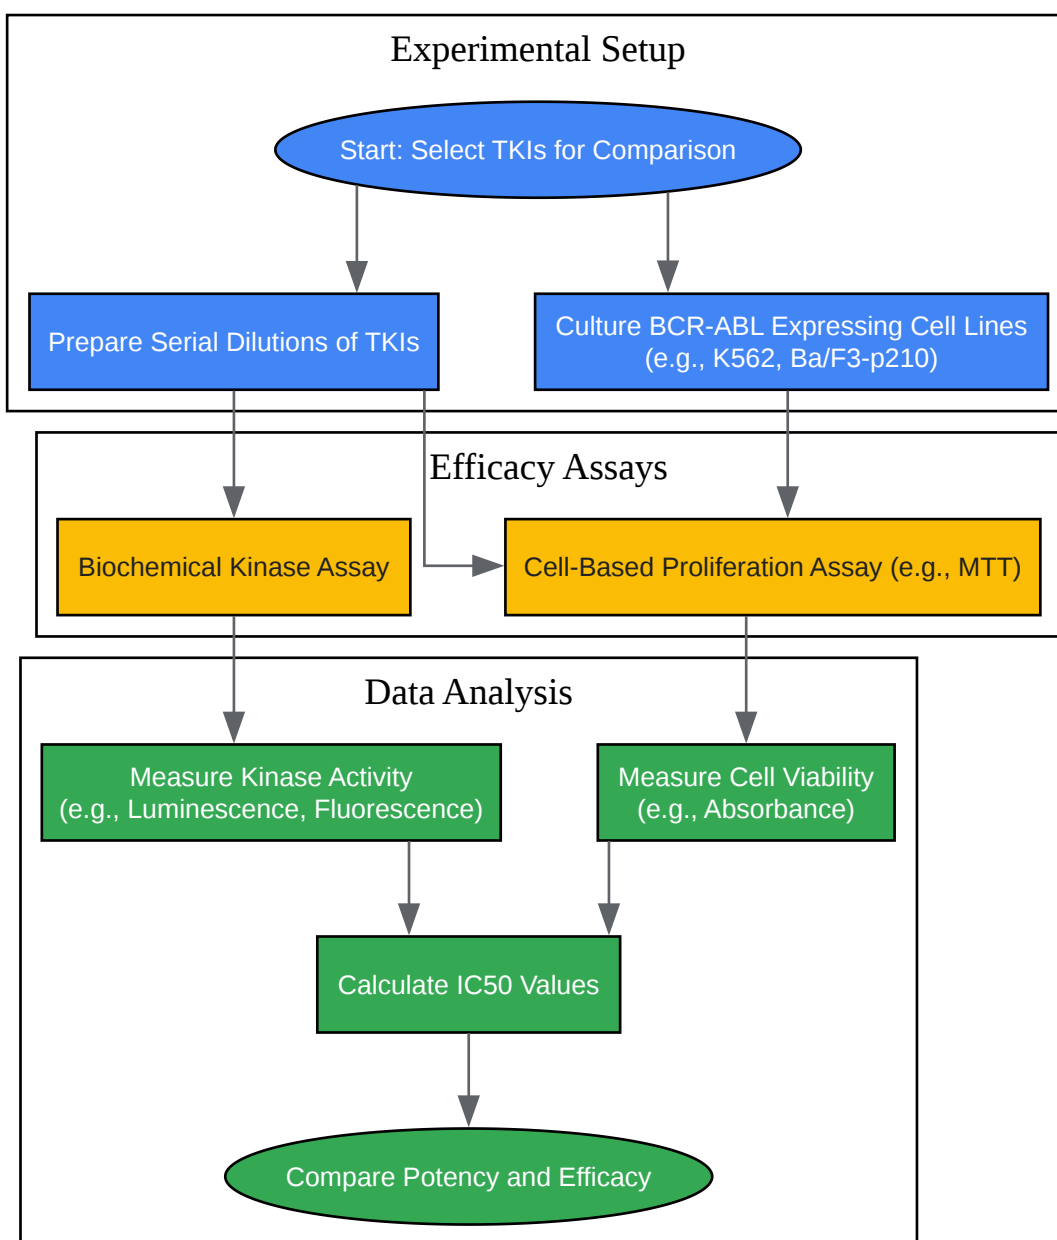 Experimental Setup
Start: Select TKIs for Comparison
Prepare Serial Dilutions of TKIs
Culture BCR-ABL Expressing Cell Lines
(e.g., K562, Ba/F3-p210)
Efficacy Assays
Biochemical Kinase Assay
Cell-Based Proliferation Assay (e.g., MTT)
Data Analysis
Measure Kinase Activity
(e.g., Luminescence, Fluorescence)
Measure Cell Viability
(e.g., Absorbance)
Calculate IC50 Values
Compare Potency and Efficacy